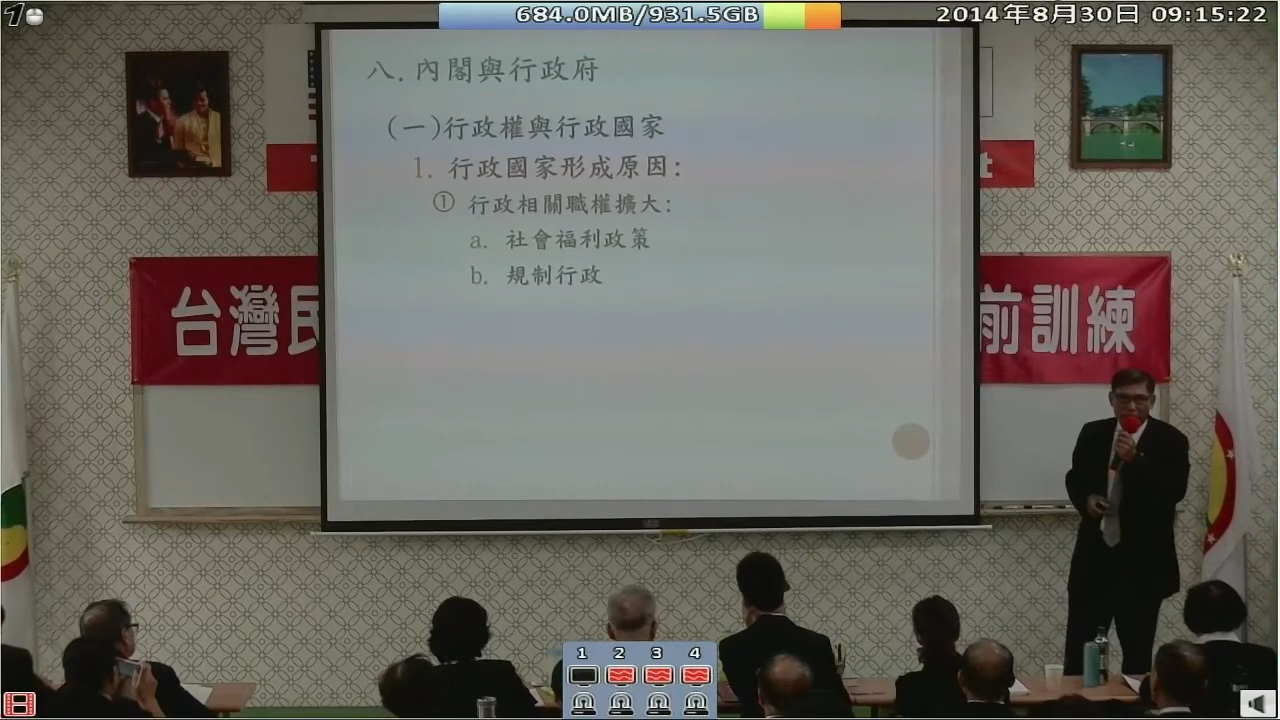 684.0MB/931.5GB
2014年8月30日 09:15:22
八. 內閣與行政府
(一)行政權與行政國家
1. 行政國家形成原因:
① 行政相關職權擴大:
a. 社會福利政策
b. 規制行政
t
台灣民
前訓練
1 2 3 4